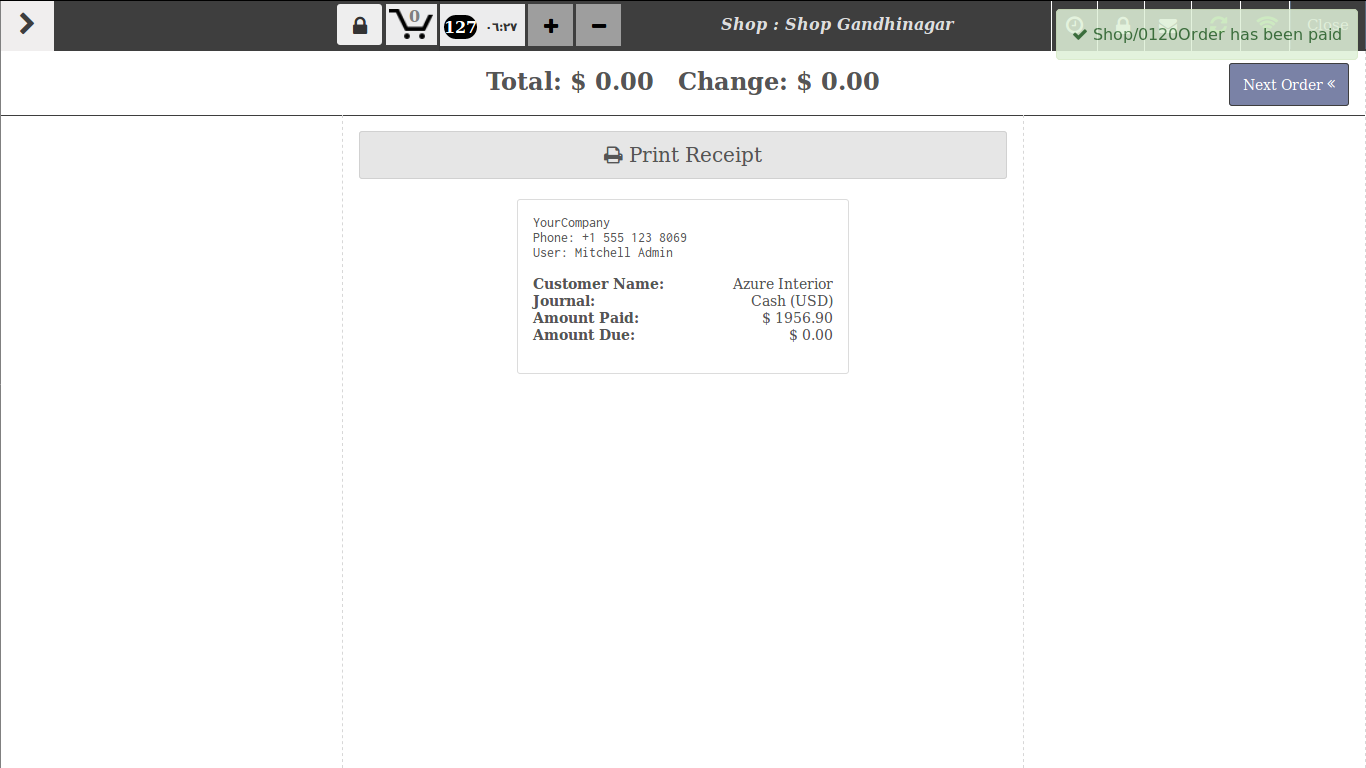 0
127 ٠٦:٢٧ + −
Shop : Shop Gandhinagar
Close
Shop/0120Order has been paid
Total: $ 0.00 Change: $ 0.00
Next Order «
Print Receipt
YourCompany
Phone: +1 555 123 8069
User: Mitchell Admin
Customer Name: Azure Interior
Journal: Cash (USD)
Amount Paid: $ 1956.90
Amount Due: $ 0.00